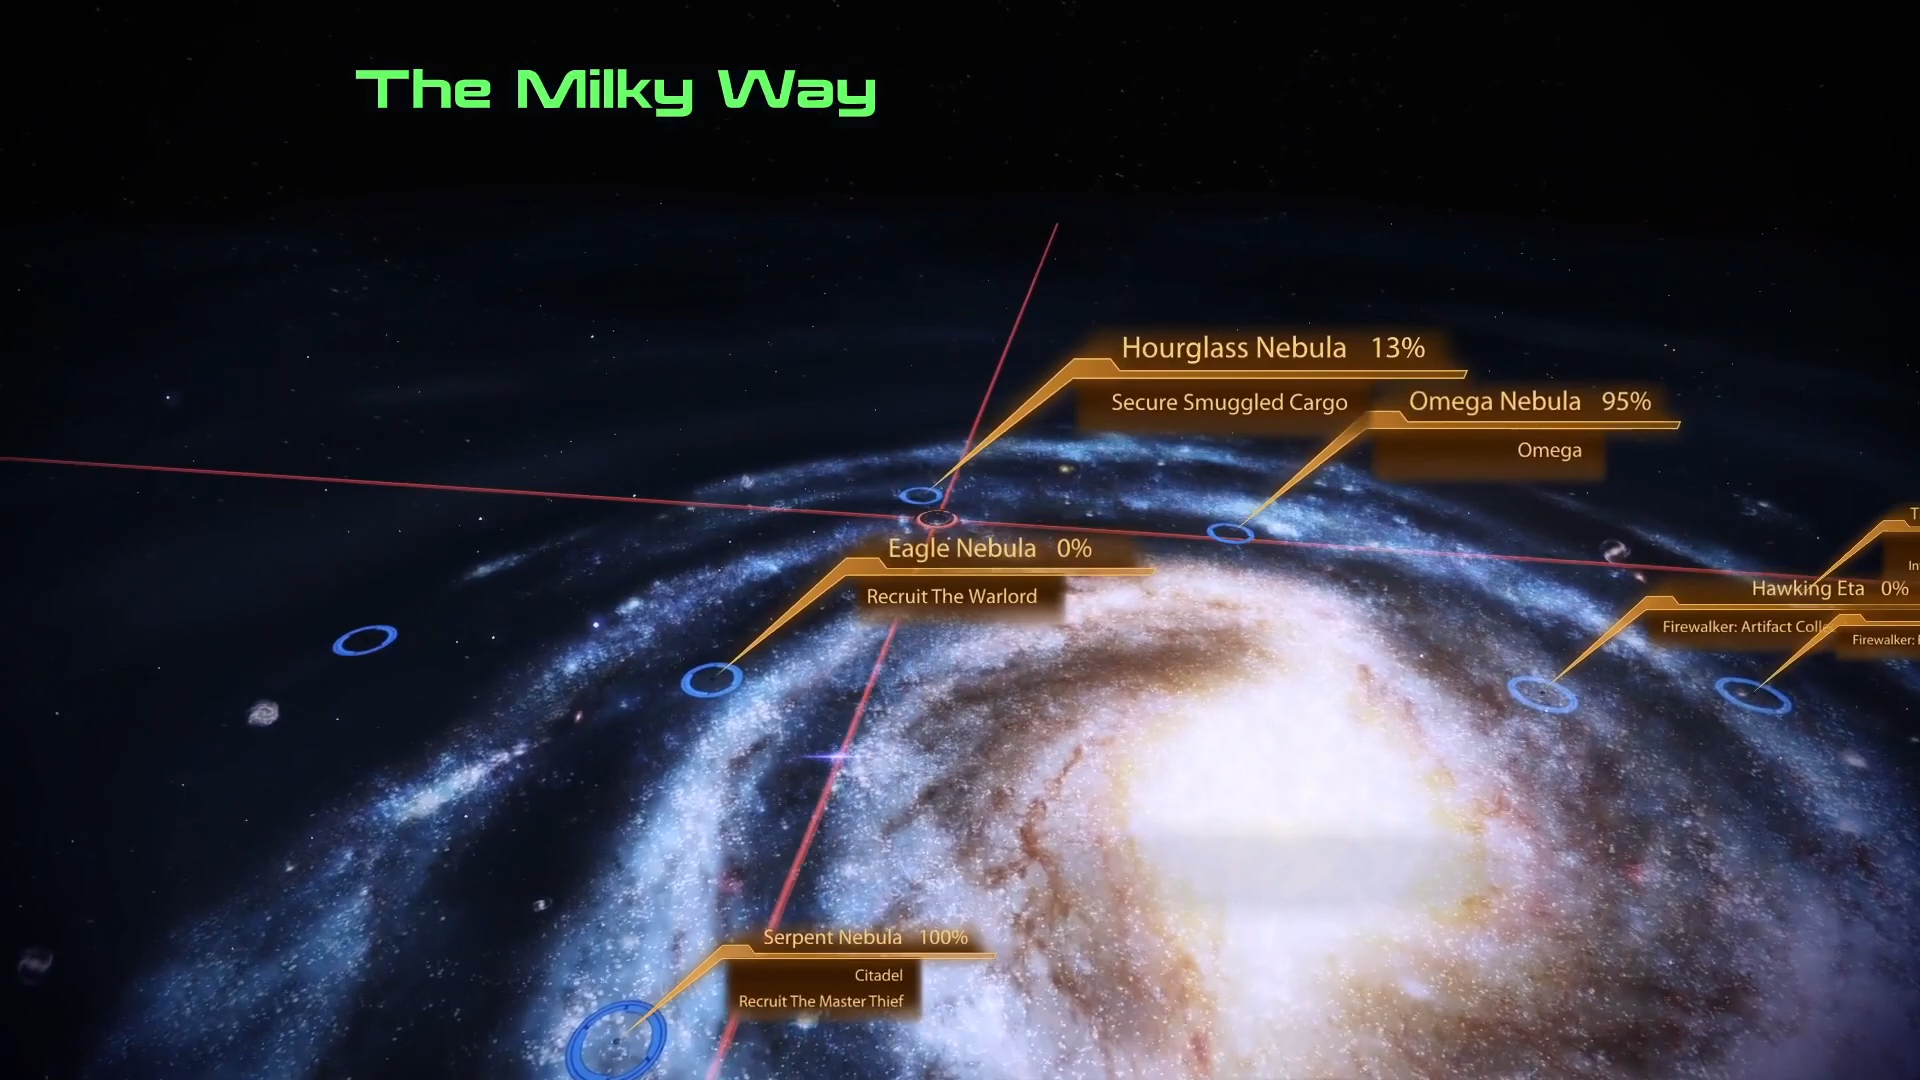 The Milky Way
Hourglass Nebula 13%
Secure Smuggled Cargo
Omega Nebula 95%
Omega
Eagle Nebula 0%
Recruit The Warlord
Hawking Eta 0%
Firewalker: Artifact
Firewalker:
Serpent Nebula 100%
Citadel
Recruit The Master Thief